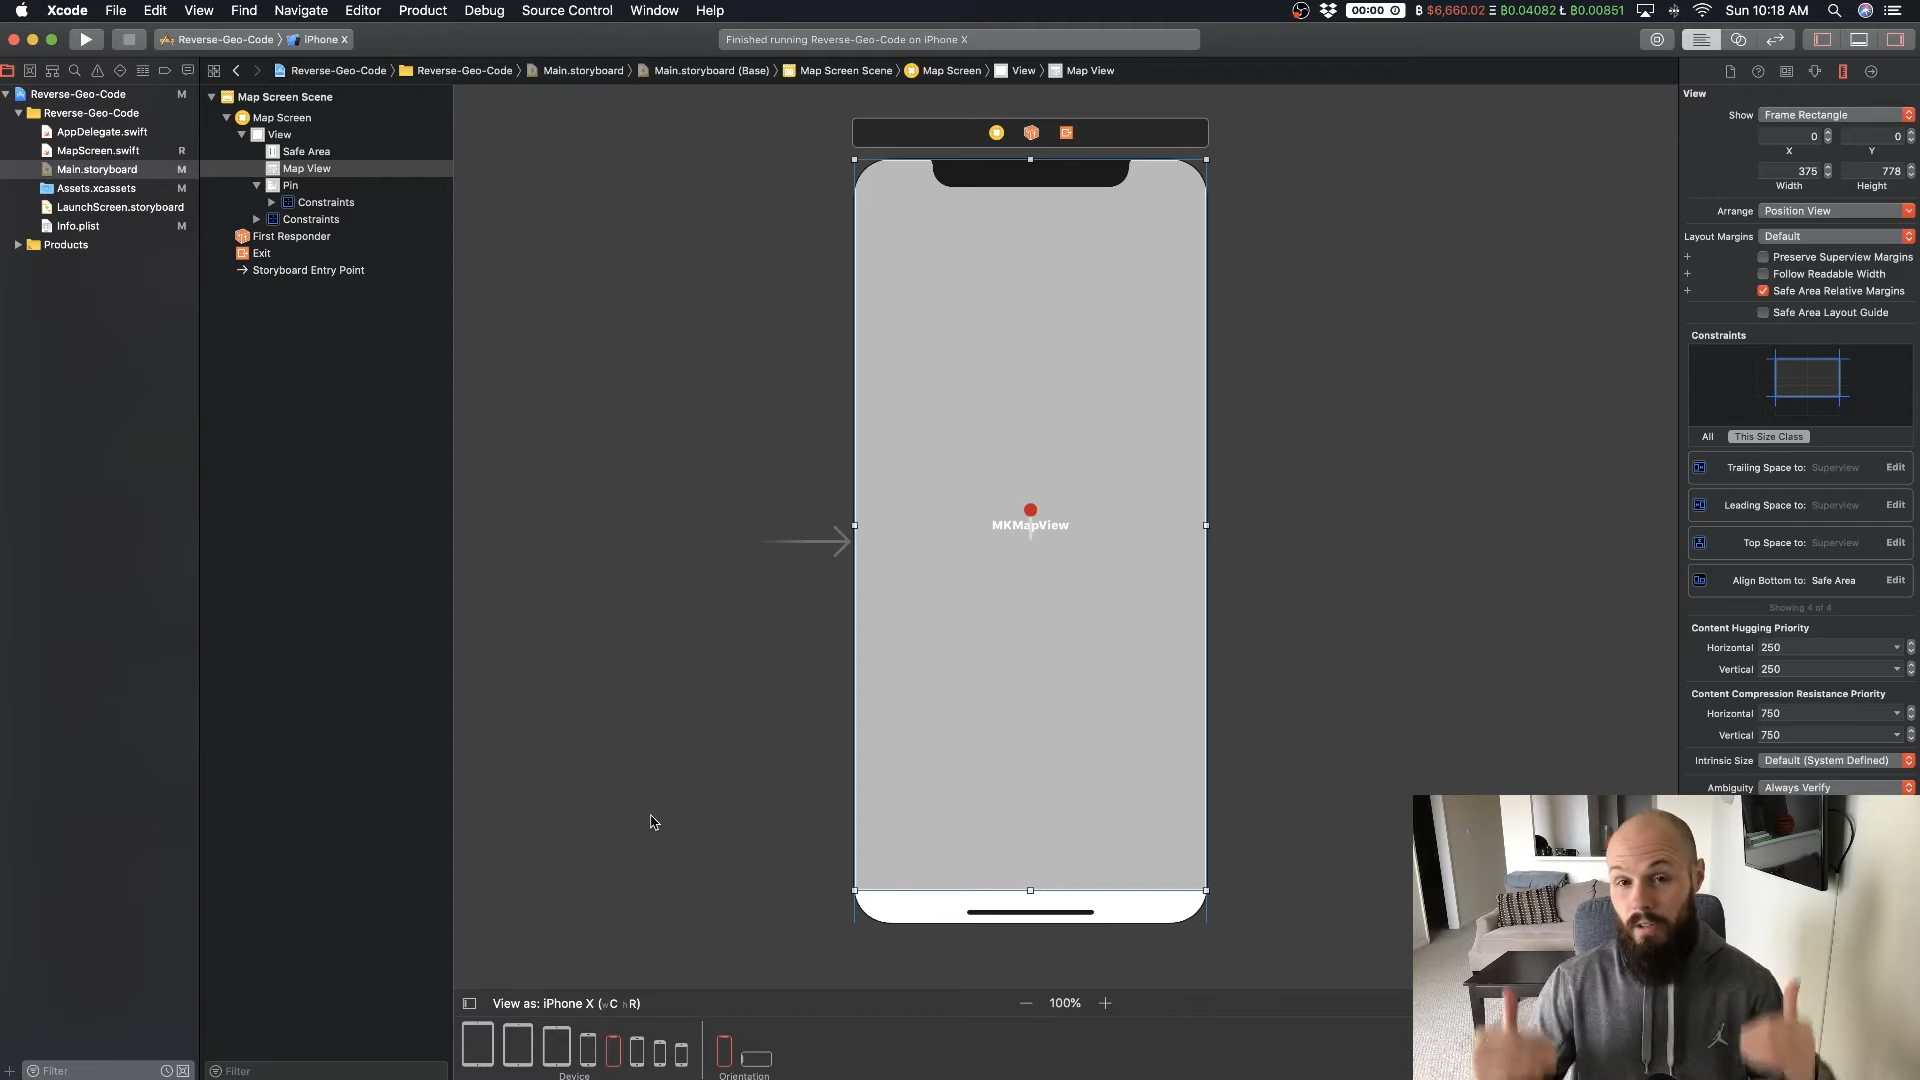 Xcode File Edit View Find Navigate Editor Product Debug Source Control Window Help
00:00 ฿ $6,660.02 Ξ ฿0.04082 Ł ฿0.00851 Sun 10:18 AM
Reverse-Geo-Code iPhone X
Finished running Reverse-Geo-Code on iPhone X
Reverse-Geo-Code Reverse-Geo-Code Main.storyboard Main.storyboard (Base) Map Screen Scene Map Screen View Map View
Reverse-Geo-Code M
Reverse-Geo-Code
AppDelegate.swift
MapScreen.swift R
Main.storyboard M
Assets.xcassets M
LaunchScreen.storyboard
Info.plist M
Products
Filter
Map Screen Scene
Map Screen
View
Safe Area
Map View
Pin
Constraints
Constraints
First Responder
Exit
Storyboard Entry Point
Filter
MKMapView
View as: iPhone X (wC hR)
100%
Device
Orientation
View
Show Frame Rectangle
0 0
X Y
375 778
Width Height
Arrange Position View
Layout Margins Default
Preserve Superview Margins
Follow Readable Width
Safe Area Relative Margins
Safe Area Layout Guide
Constraints
All This Size Class
Trailing Space to: Superview Edit
Leading Space to: Superview Edit
Top Space to: Superview Edit
Align Bottom to: Safe Area Edit
Showing 4 of 4
Content Hugging Priority
Horizontal 250
Vertical 250
Content Compression Resistance Priority
Horizontal 750
Vertical 750
Intrinsic Size Default (System Defined)
Ambiguity Always Verify